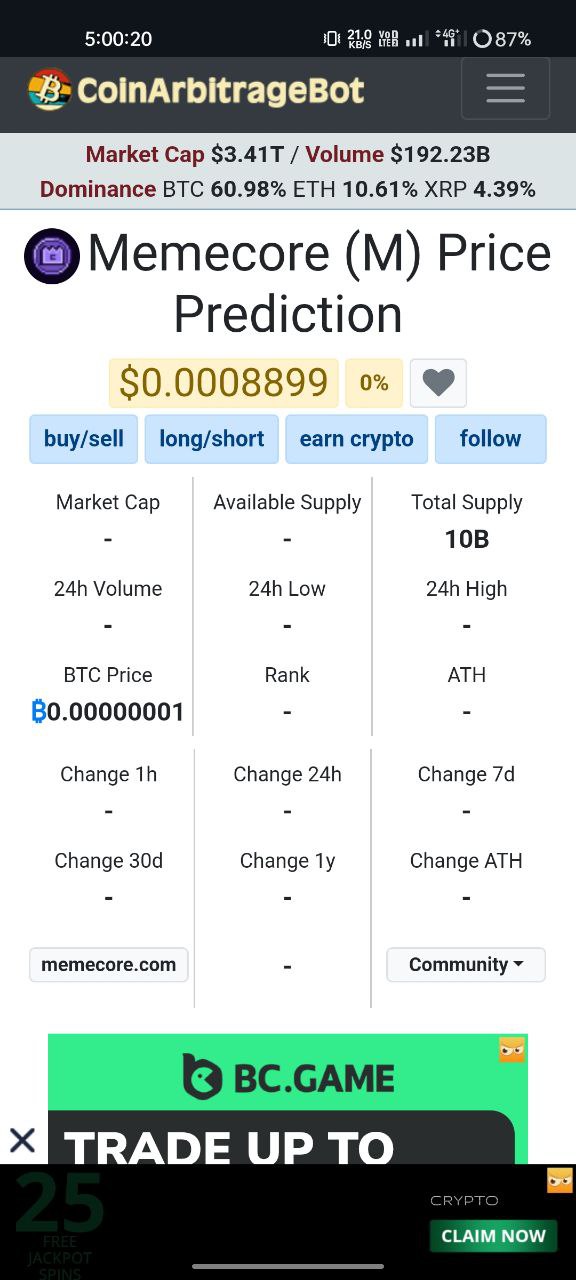 5:00:20 21.0 KB/S VoD LTE 4G+ 87%
CoinArbitrageBot
Market Cap $3.41T / Volume $192.23B
Dominance BTC 60.98% ETH 10.61% XRP 4.39%
Memecore (M) Price
Prediction
$0.0008899 0%
buy/sell long/short earn crypto follow
Market Cap Available Supply Total Supply
- - 10B
24h Volume 24h Low 24h High
- - -
BTC Price Rank ATH
₿0.00000001 - -
Change 1h Change 24h Change 7d
- - -
Change 30d Change 1y Change ATH
- - -
memecore.com - Community
BC.GAME
TRADE UP TO
25
FREE
JACKPOT
SPINS
CRYPTO
CLAIM NOW